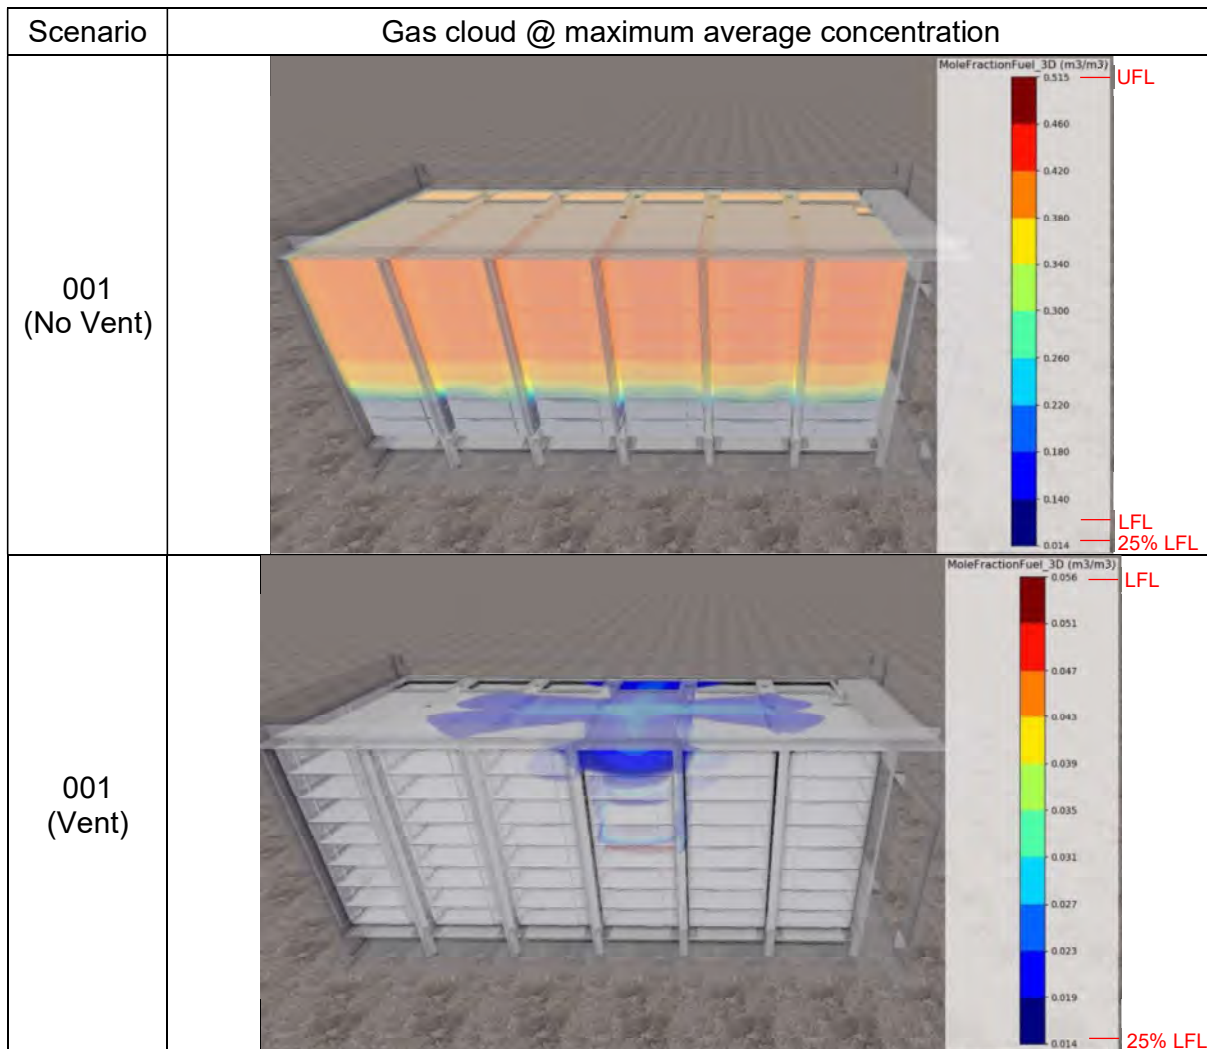 Scenario
Gas cloud @ maximum average concentration
001
(No Vent)
MoleFractionFuel_3D (m3/m3)
0.515
UFL
0.460
0.420
0.380
0.340
0.300
0.260
0.220
0.180
0.140
LFL
25% LFL
0.014
001
(Vent)
MoleFractionFuel_3D (m3/m3)
0.056
LFL
0.051
0.047
0.043
0.039
0.035
0.031
0.027
0.023
0.019
0.014
25% LFL